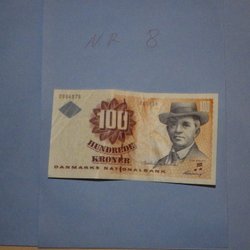 NR 8
100
100
HUNDREDE
KRONER
DANMARKS NATIONALBANK